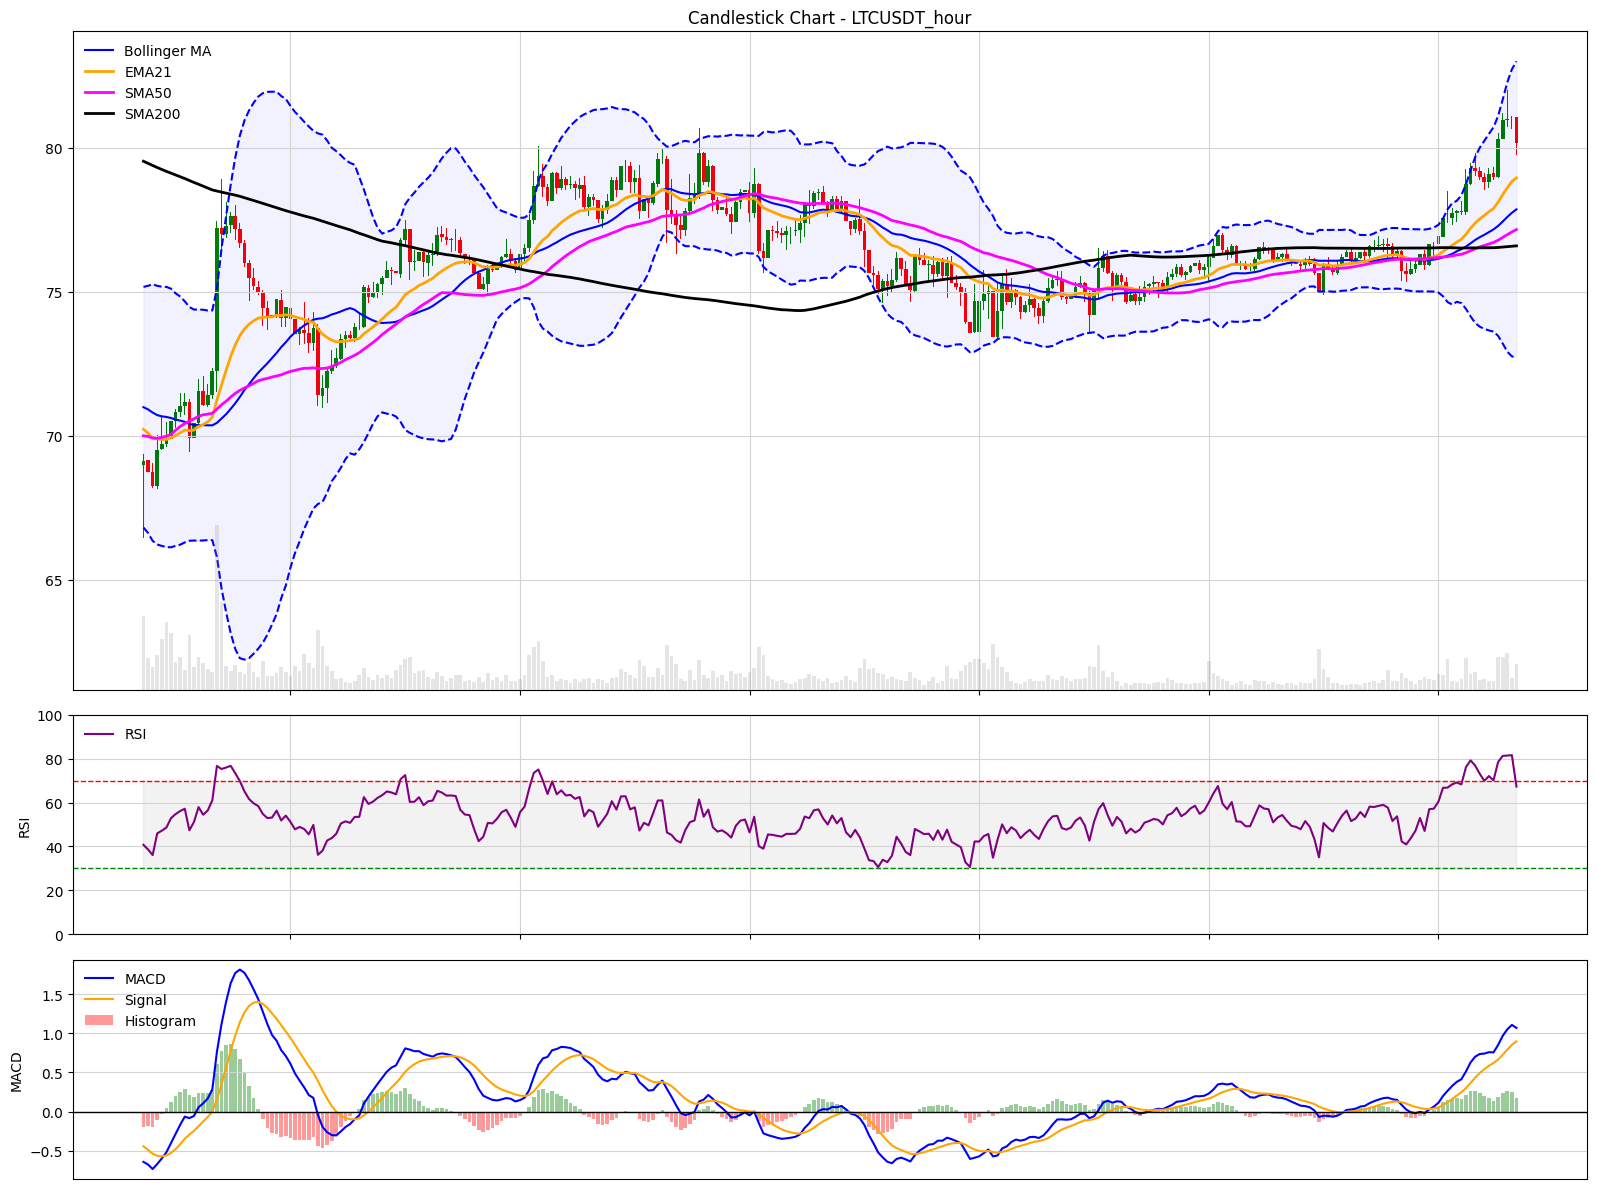 Candlestick Chart - LTCUSDT_hour
Bollinger MA
EMA21
SMA50
SMA200
80
75
70
65
100
80
60
40
20
0
RSI
RSI
1.5
1.0
0.5
0.0
−0.5
MACD
MACD
Signal
Histogram